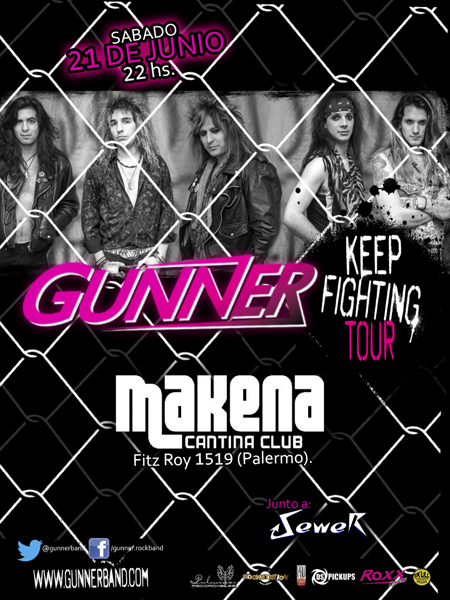 SABADO
21 DE JUNIO
22 hs.
GUNNER
KEEP
FIGHTING
TOUR
makena
CANTINA CLUB
Fitz Roy 1519 (Palermo).
Junto a:
Sewer
@gunnerband
/gunner.rockband
WWW.GUNNERBAND.COM
DS PICKUPS
ROXX